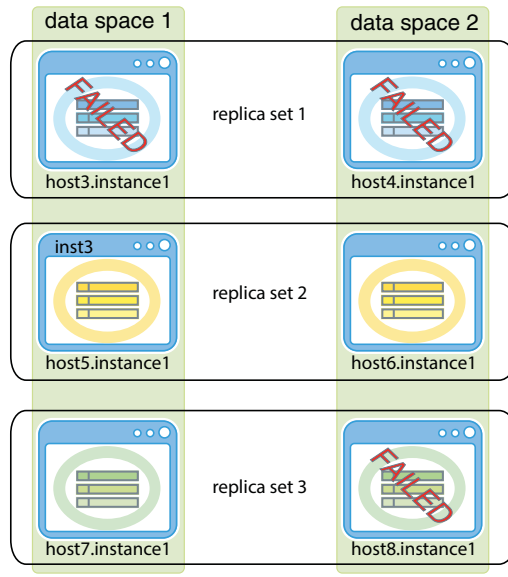 data space 1
data space 2
FAILED
replica set 1
FAILED
host3.instance1
host4.instance1
inst3
replica set 2
host5.instance1
host6.instance1
replica set 3
FAILED
host7.instance1
host8.instance1